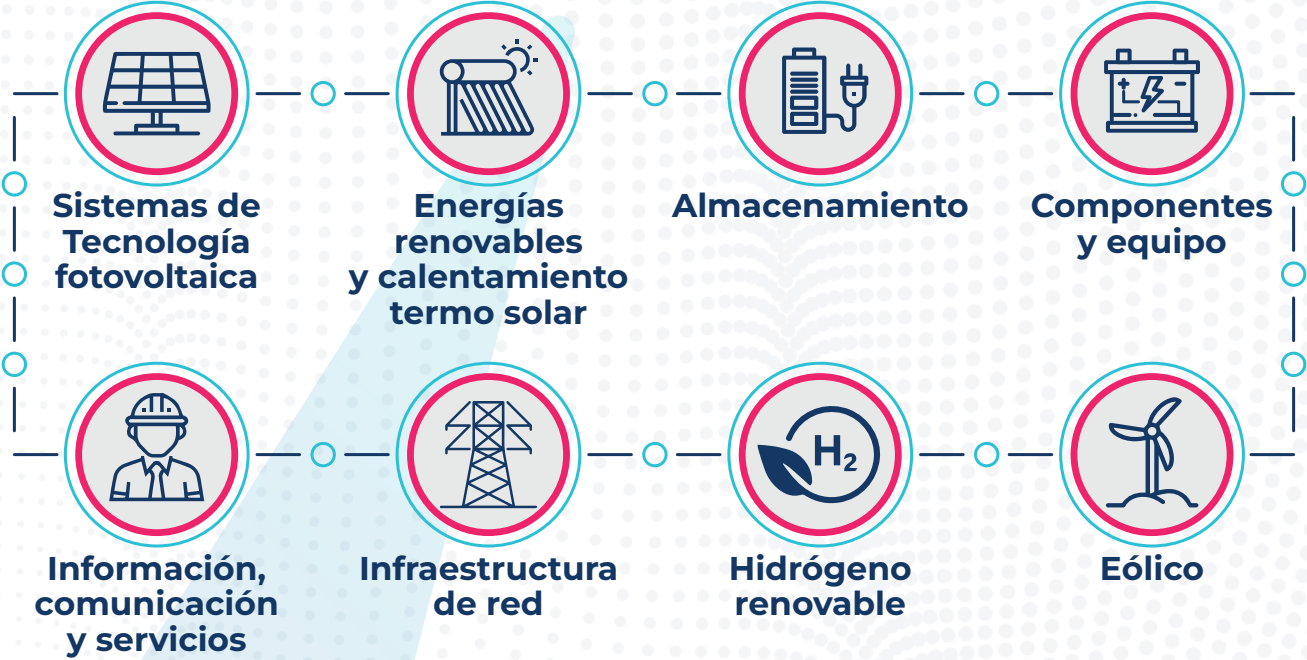 Sistemas de
Tecnología
fotovoltaica
Energías
renovables
y calentamiento
termo solar
Almacenamiento
Componentes
y equipo
Información,
comunicación
y servicios
Infraestructura
de red
H₂
Hidrógeno
renovable
Eólico